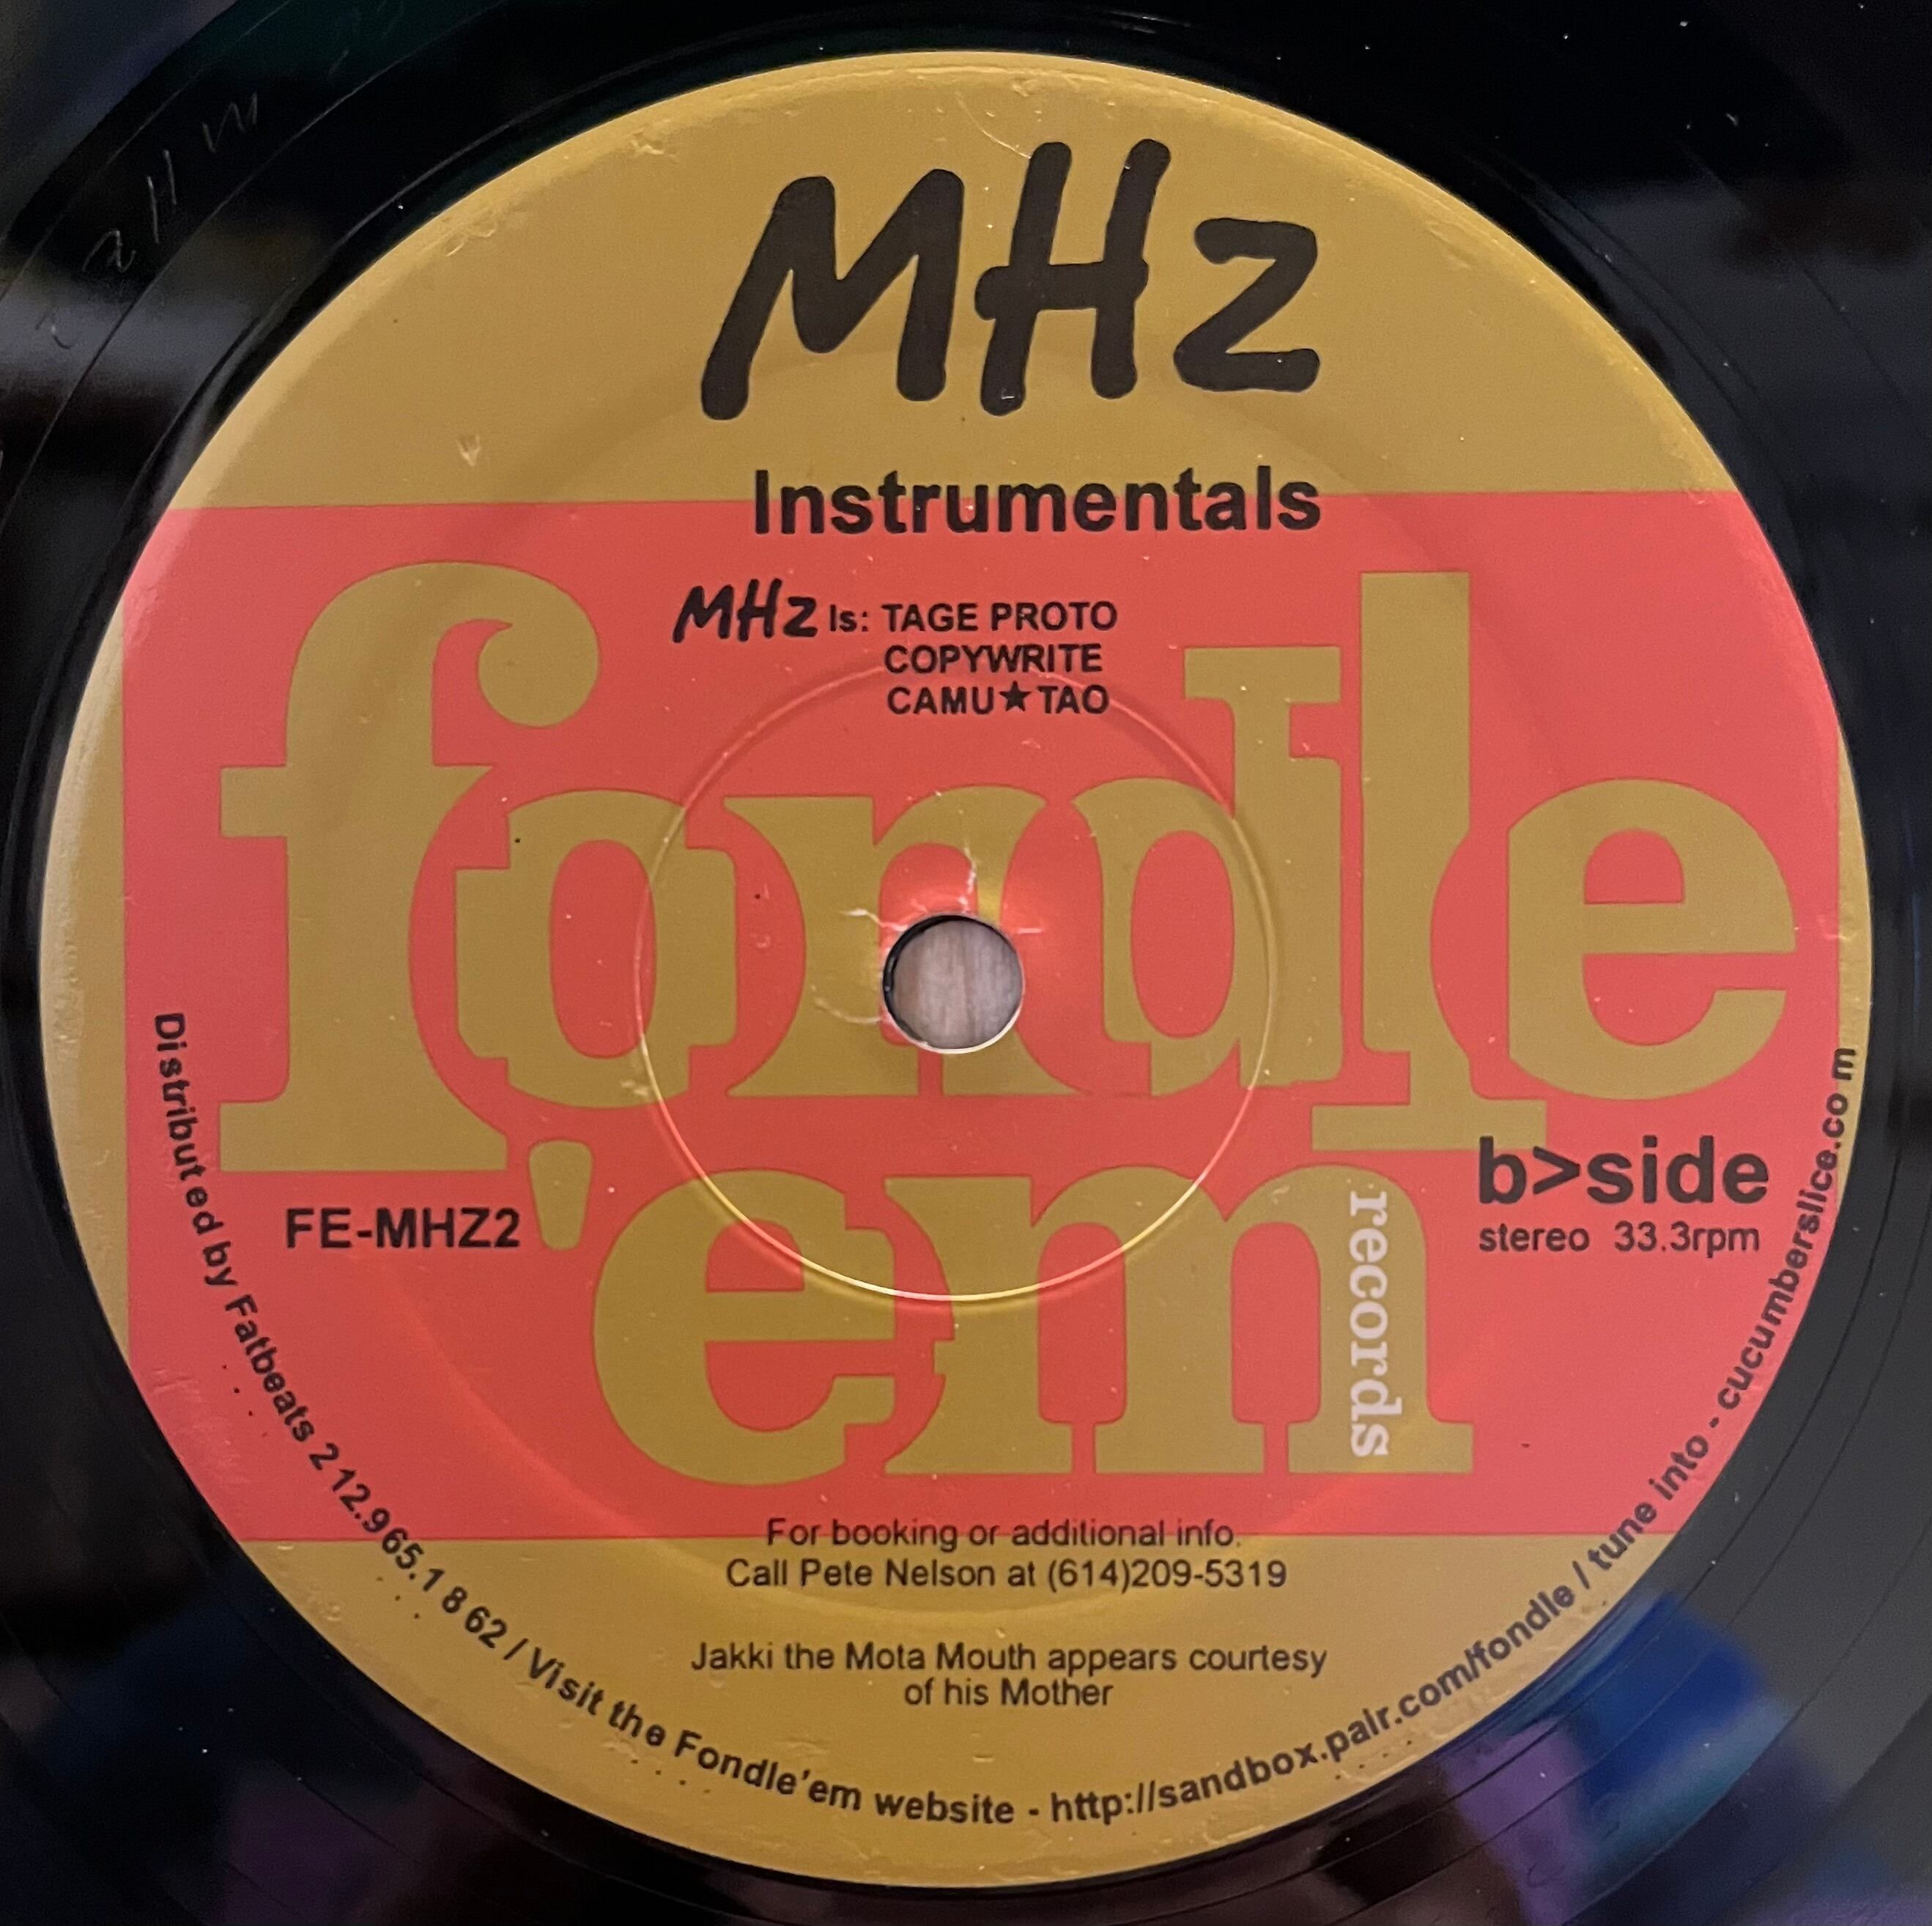 MHz
Instrumentals
MHz Is: TAGE PROTO
COPYWRITE
CAMU★TAO
fondle
'em
records
FE-MHZ2
b>side
stereo 33.3rpm
For booking or additional info.
Call Pete Nelson at (614)209-5319
Jakki the Mota Mouth appears courtesy
of his Mother
Distributed by Fatbeats 212.965.1862 / Visit the Fondle'em website - http://sandbox.pair.com/fondle / tune into - cucumberslice.com